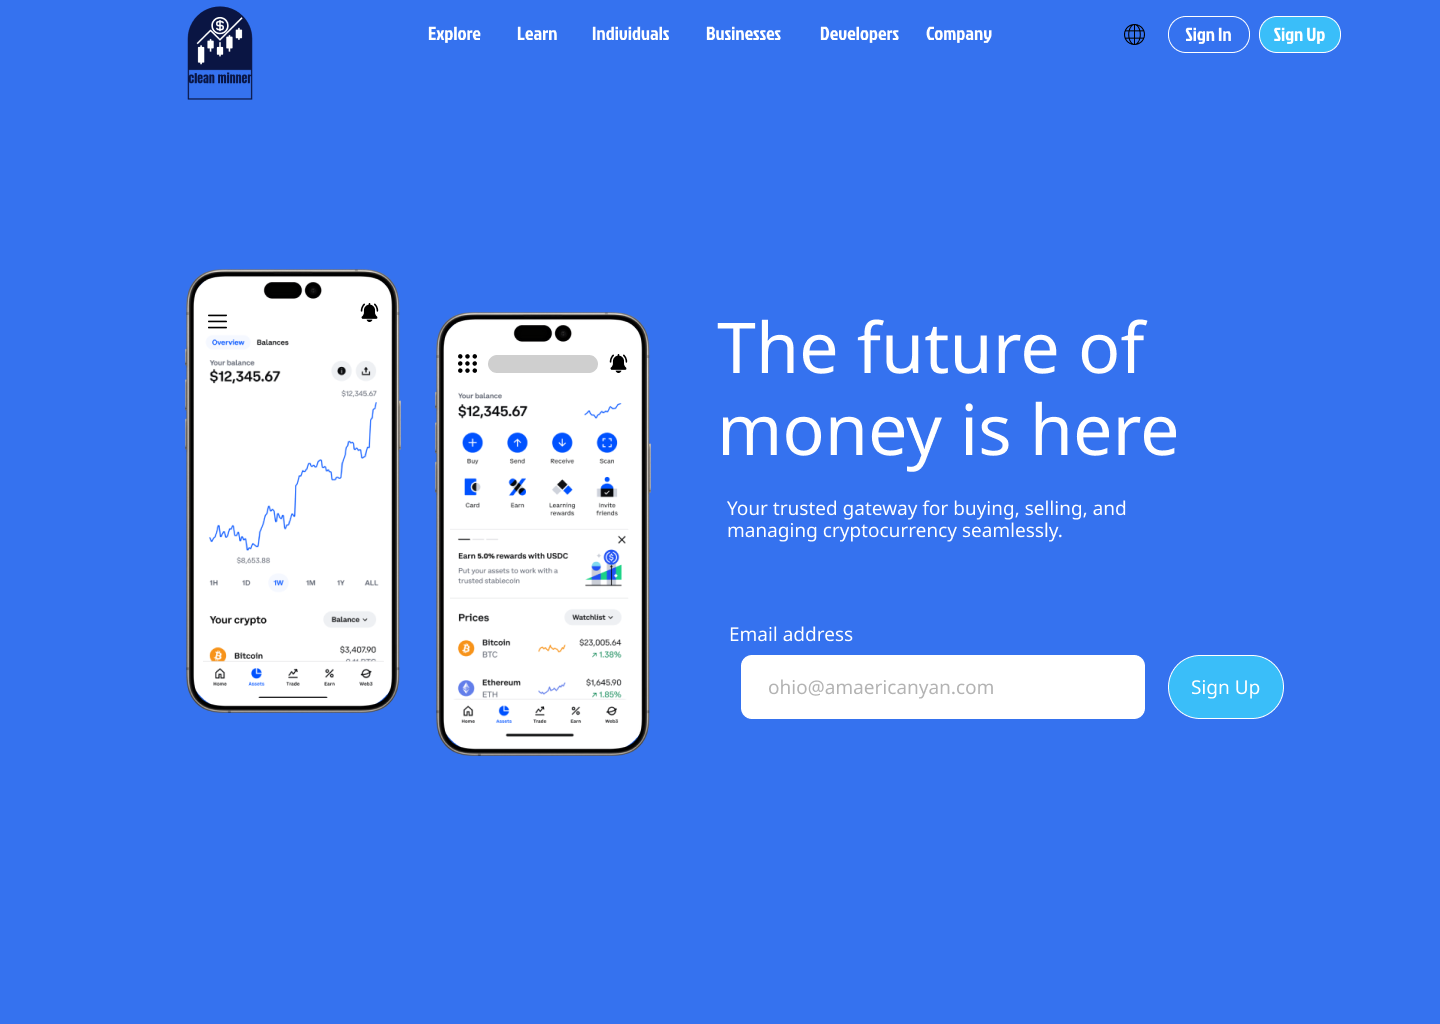 clean minner
Explore
Learn
Individuals
Businesses
Developers
Company
Sign In
Sign Up
Overview
Balances
Your balance
$12,345.67
$12,345.67
$8,653.88
1H
1D
1W
1M
1Y
ALL
Your crypto
Balance
Bitcoin
$3,407.90
Home
Assets
Trade
Earn
Web3
Your balance
$12,345.67
Buy
Send
Receive
Scan
Card
Earn
Learning
rewards
Invite
friends
Earn 5.0% rewards with USDC
Put your assets to work with a
trusted stablecoin
Prices
Watchlist
Bitcoin
$23,005.64
BTC
↗ 1.38%
Ethereum
$1,645.90
ETH
↗ 1.85%
Home
Assets
Trade
Earn
Web3
The future of
money is here
Your trusted gateway for buying, selling, and
managing cryptocurrency seamlessly.
Email address
ohio@amaericanyan.com
Sign Up